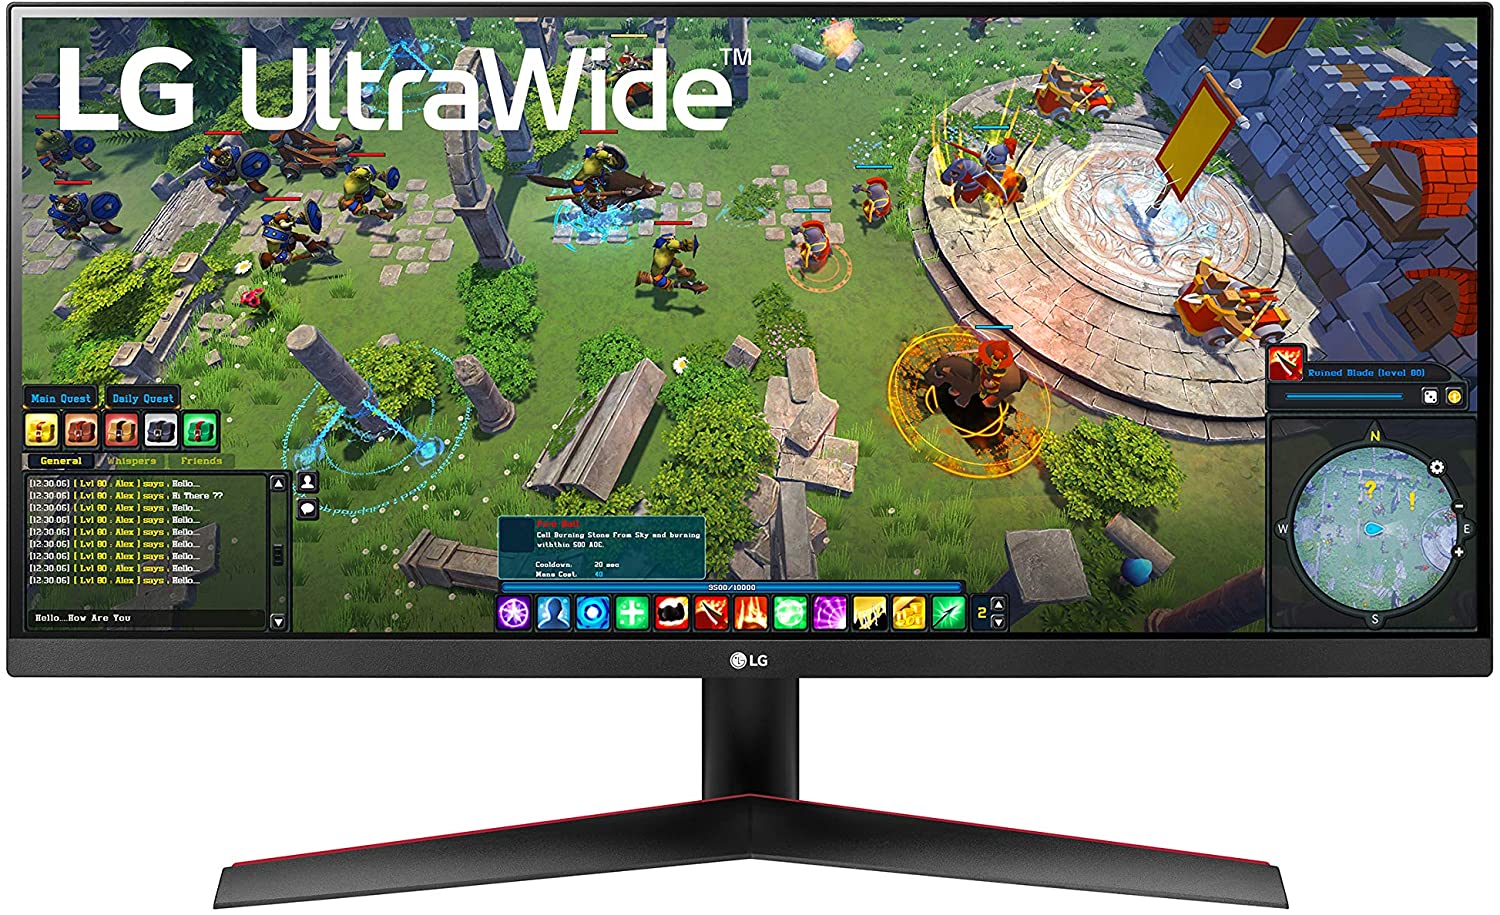 LG UltraWide™
Main Quest
Daily Quest
General
Whispers
Friends
[12:30.06] [ Lvl 80 : Alex ] says : Hello...
[12:30.06] [ Lvl 80 : Alex ] says : Hi There ??
[12:30.06] [ Lvl 80 : Alex ] says : Hello...
[12:30.06] [ Lvl 80 : Alex ] says : Hello...
[12:30.06] [ Lvl 80 : Alex ] says : Hello...
[12:30.06] [ Lvl 80 : Alex ] says : Hello...
[12:30.06] [ Lvl 80 : Alex ] says : Hello...
[12:30.06] [ Lvl 80 : Alex ] says : Hello...
[12:30.06] [ Lvl 80 : Alex ] says : Hello...
Hello...How Are You
Call Burning Stone From Sky and burning
withthin 500 AOE.
Cooldown: 20 sec
Mana Cost: 40
3500/10000
2
Ruined Blade (level 80)
N
? !
W
E
S
LG